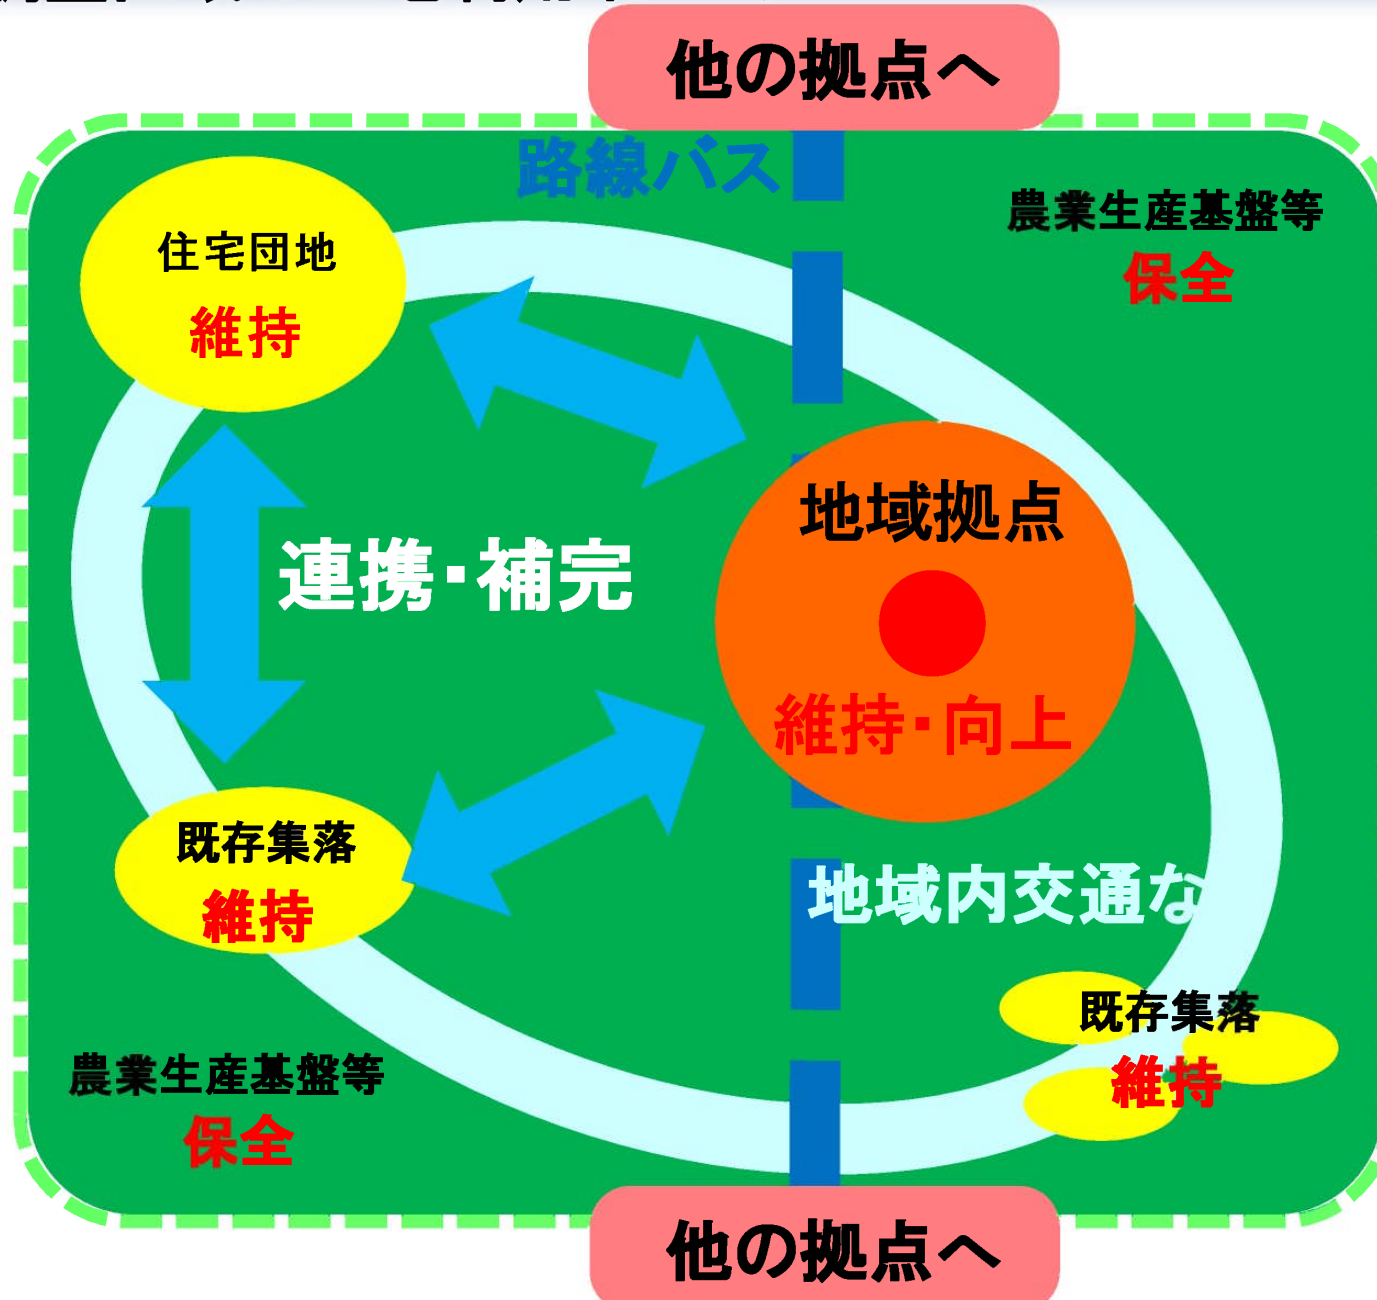 他の拠点へ
路線バス
農業生産基盤等
保全
住宅団地
維持
地域拠点
連携・補完
維持・向上
既存集落
維持
地域内交通な
既存集落
維持
農業生産基盤等
保全
他の拠点へ